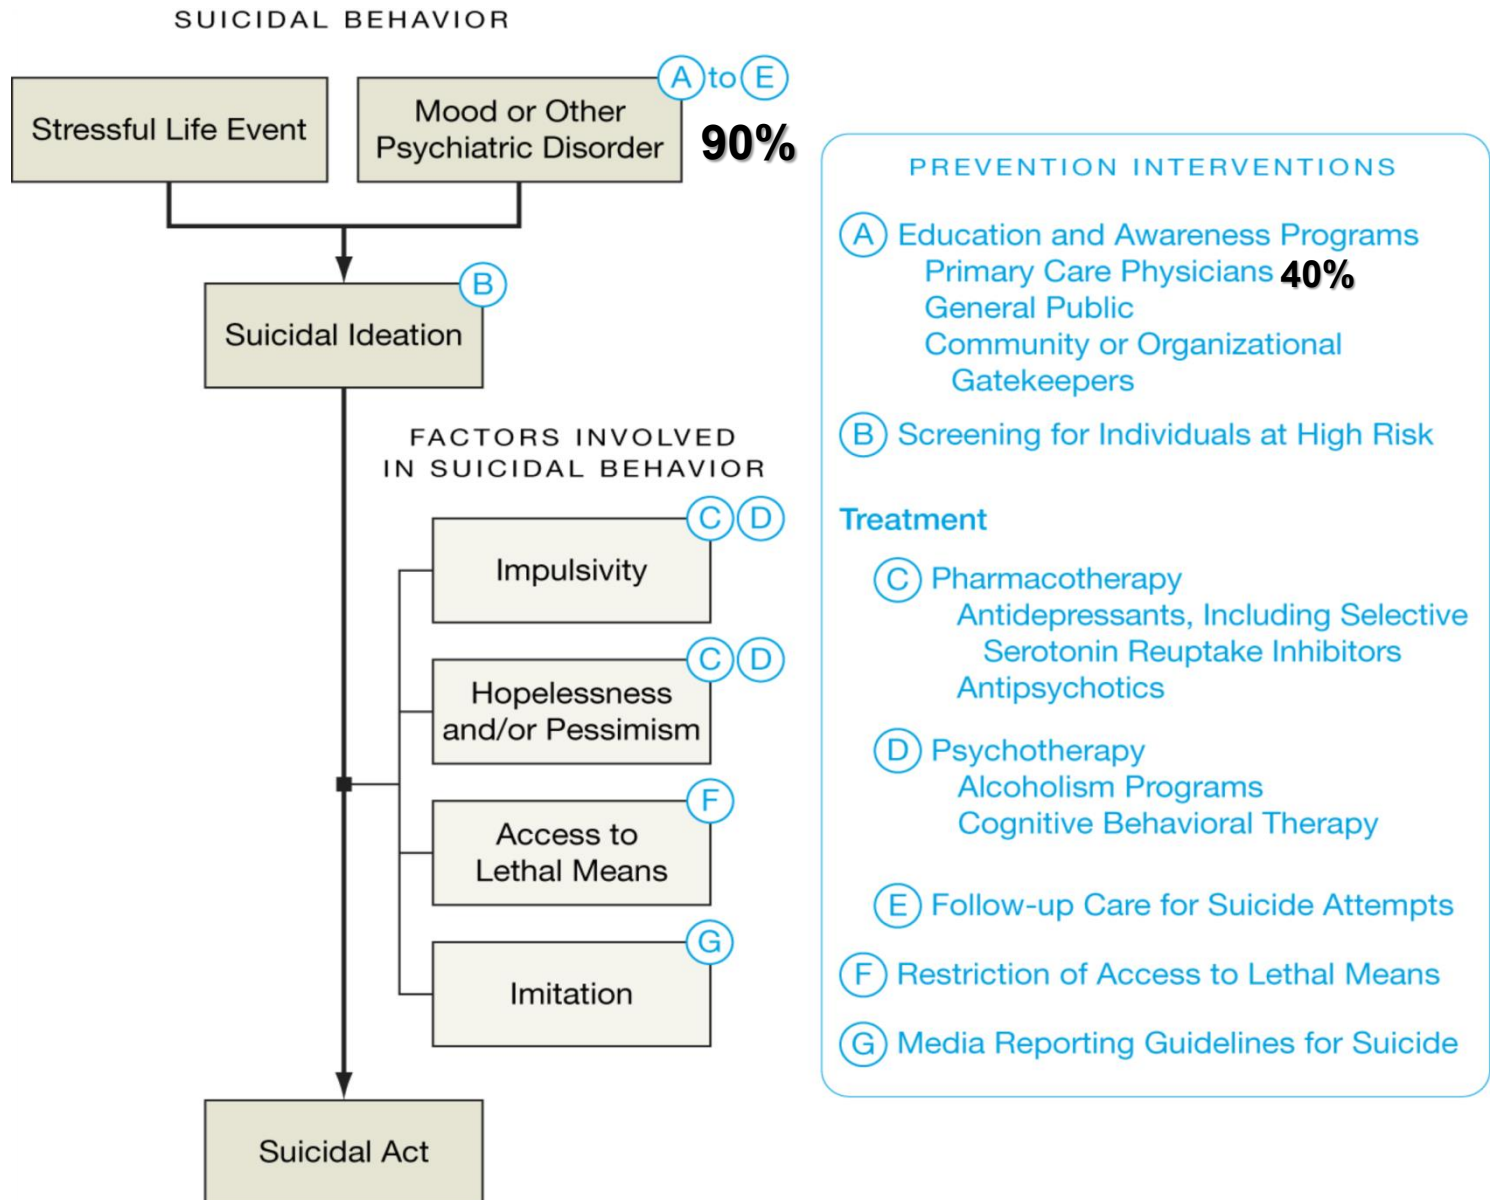 SUICIDAL BEHAVIOR
Stressful Life Event
Mood or Other
Psychiatric Disorder
A to E
90%
Suicidal Ideation
B
FACTORS INVOLVED
IN SUICIDAL BEHAVIOR
Impulsivity
C D
Hopelessness
and/or Pessimism
C D
Access to
Lethal Means
F
Imitation
G
Suicidal Act
PREVENTION INTERVENTIONS
A Education and Awareness Programs
Primary Care Physicians 40%
General Public
Community or Organizational
Gatekeepers
B Screening for Individuals at High Risk
Treatment
C Pharmacotherapy
Antidepressants, Including Selective
Serotonin Reuptake Inhibitors
Antipsychotics
D Psychotherapy
Alcoholism Programs
Cognitive Behavioral Therapy
E Follow-up Care for Suicide Attempts
F Restriction of Access to Lethal Means
G Media Reporting Guidelines for Suicide